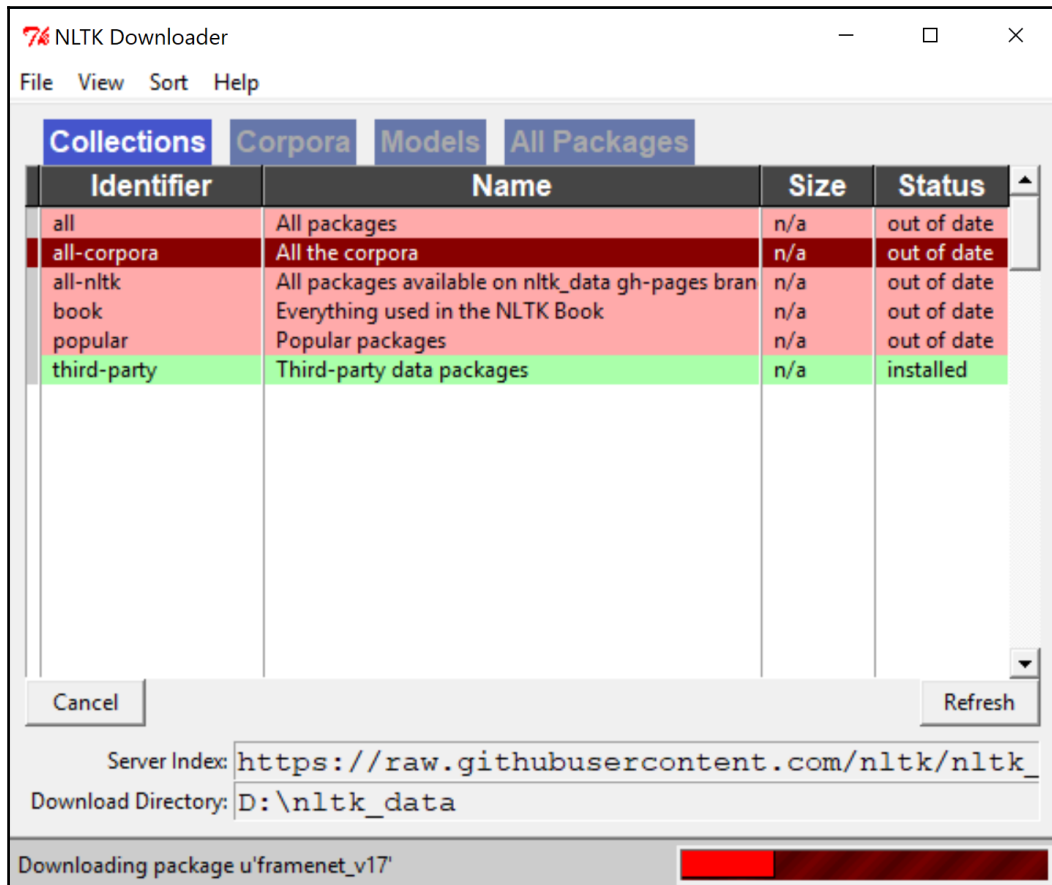 NLTK Downloader
File View Sort Help
Collections Corpora Models All Packages
Identifier Name Size Status
all All packages n/a out of date
all-corpora All the corpora n/a out of date
all-nltk All packages available on nltk_data gh-pages bran n/a out of date
book Everything used in the NLTK Book n/a out of date
popular Popular packages n/a out of date
third-party Third-party data packages n/a installed
Cancel Refresh
Server Index: https://raw.githubusercontent.com/nltk/nltk_
Download Directory: D:\nltk_data
Downloading package u'framenet_v17'